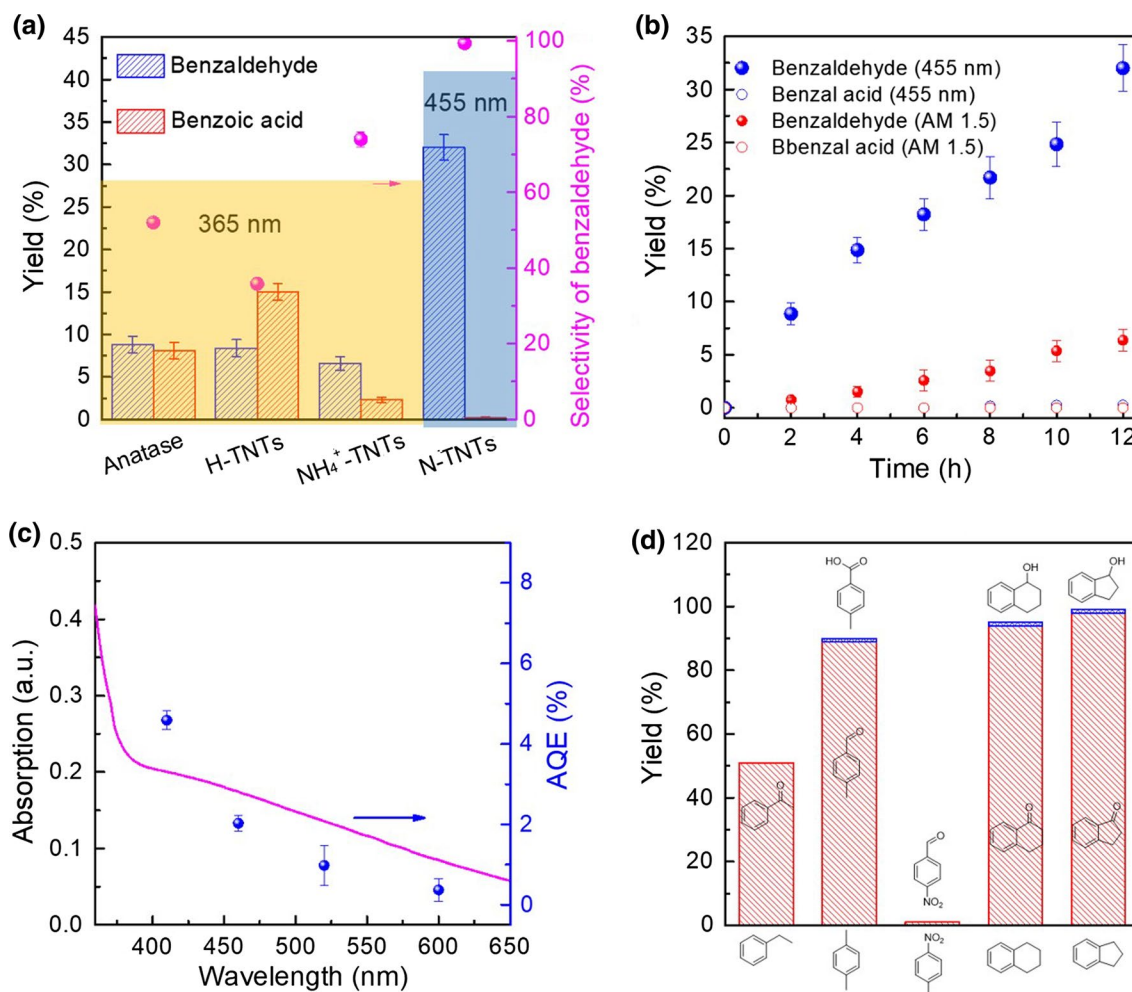 (a)
45
40
35
30
25
20
15
10
5
0
Yield (%)
Benzaldehyde
Benzoic acid
365 nm
455 nm
100
80
60
40
20
0
Selectivity of benzaldehyde (%)
Anatase
H-TNTs
NH₄⁺-TNTs
N-TNTs
(b)
35
30
25
20
15
10
5
0
Yield (%)
Benzaldehyde (455 nm)
Benzal acid (455 nm)
Benzaldehyde (AM 1.5)
Bbenzal acid (AM 1.5)
0 2 4 6 8 10 12
Time (h)
(c)
0.5
0.4
0.3
0.2
0.1
0.0
Absorption (a.u.)
8
6
4
2
0
AQE (%)
400 450 500 550 600 650
Wavelength (nm)
(d)
120
100
80
60
40
20
0
Yield (%)
HO O
OH
OH
O
O
O
O
O
NO₂
NO₂